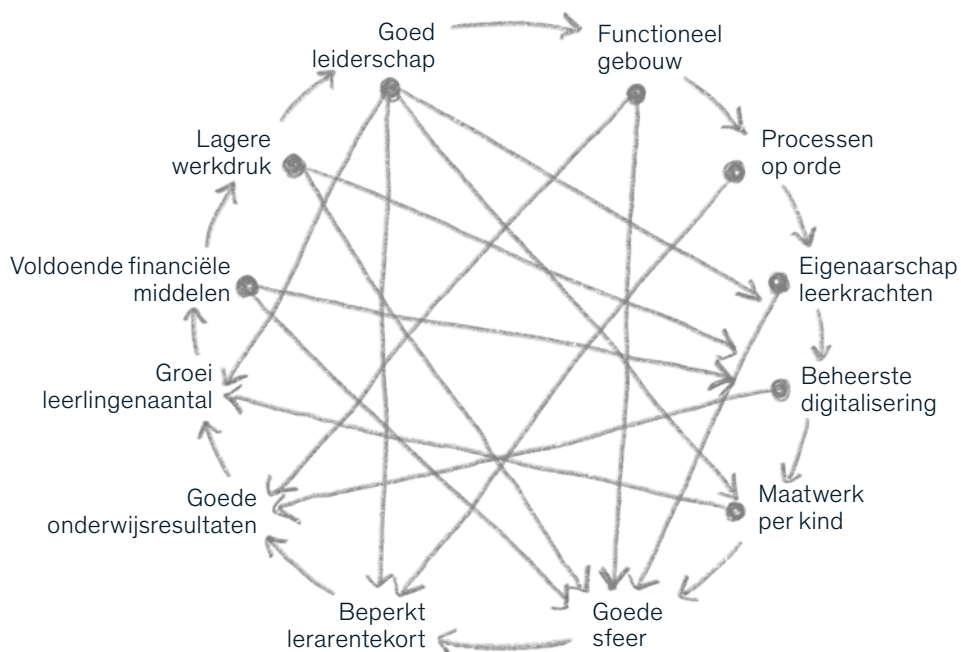 Goed
leiderschap
Functioneel
gebouw
Processen
op orde
Eigenaarschap
leerkrachten
Beheerste
digitalisering
Maatwerk
per kind
Goede
sfeer
Beperkt
lerarentekort
Goede
onderwijsresultaten
Groei
leerlingenaantal
Voldoende financiële
middelen
Lagere
werkdruk